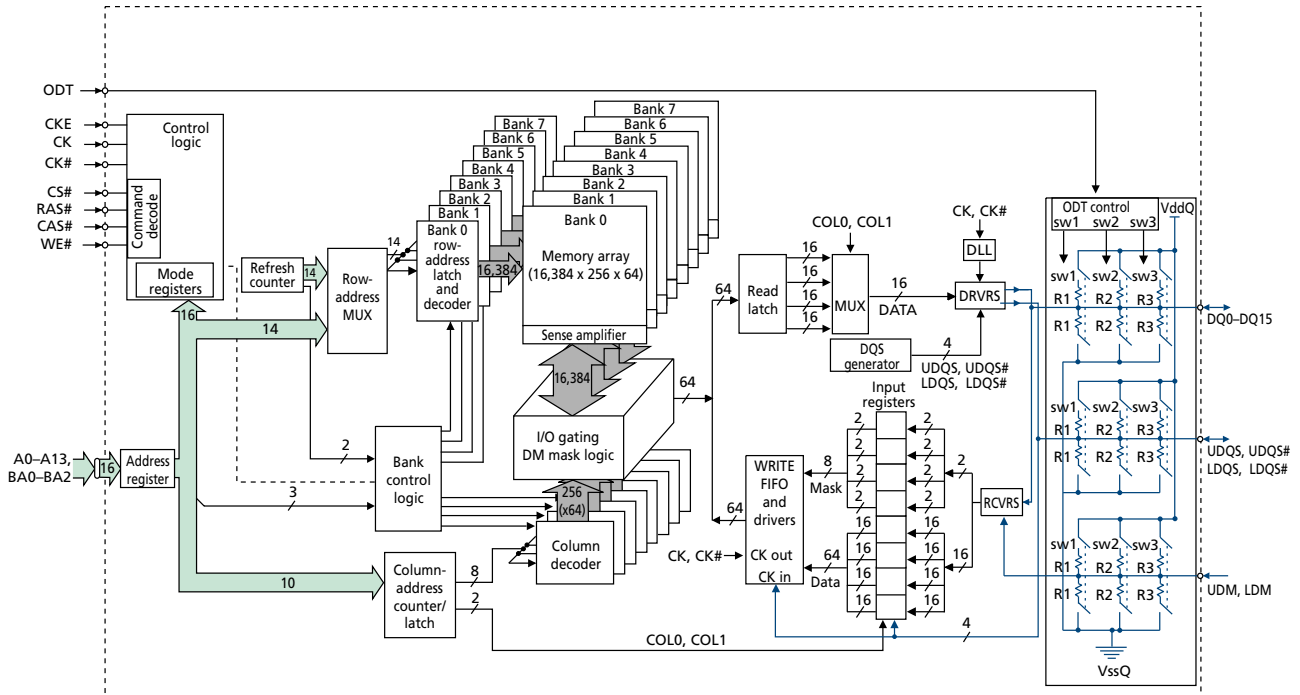 ODT
CKE
CK
CK#
CS#
RAS#
CAS#
WE#
Control
logic
Command
decode
Mode
registers
16
14
A0–A13,
BA0–BA2
16
Address
register
Refresh
counter
14
Row-
address
MUX
14
2
3
10
Bank
control
logic
Column-
address
counter/
latch
8
2
Bank 7
Bank 6
Bank 5
Bank 4
Bank 3
Bank 2
Bank 1
Bank 0
row-
address
latch
and
decoder
16,384
Bank 7
Bank 6
Bank 5
Bank 4
Bank 3
Bank 2
Bank 1
Bank 0
Memory array
(16,384 x 256 x 64)
Sense amplifier
16,384
I/O gating
DM mask logic
256
(x64)
Column
decoder
64
64
64
COL0, COL1
Read
latch
16
16
16
16
COL0, COL1
MUX
16
DATA
CK, CK#
DLL
DRVRS
DQS
generator
4
UDQS, UDQS#
LDQS, LDQS#
Input
registers
2
2
2
2
2
2
2
2
2
16
16
16
16
16
16
16
16
16
8
Mask
64
Data
WRITE
FIFO
and
drivers
CK out
CK in
CK, CK#
RCVRS
4
ODT control
VddQ
sw1
sw2
sw3
sw1
sw2
sw3
R1
R2
R3
R1
R2
R3
sw1
sw2
sw3
R1
R2
R3
R1
R2
R3
sw1
sw2
sw3
R1
R2
R3
R1
R2
R3
VssQ
DQ0–DQ15
UDQS, UDQS#
LDQS, LDQS#
UDM, LDM